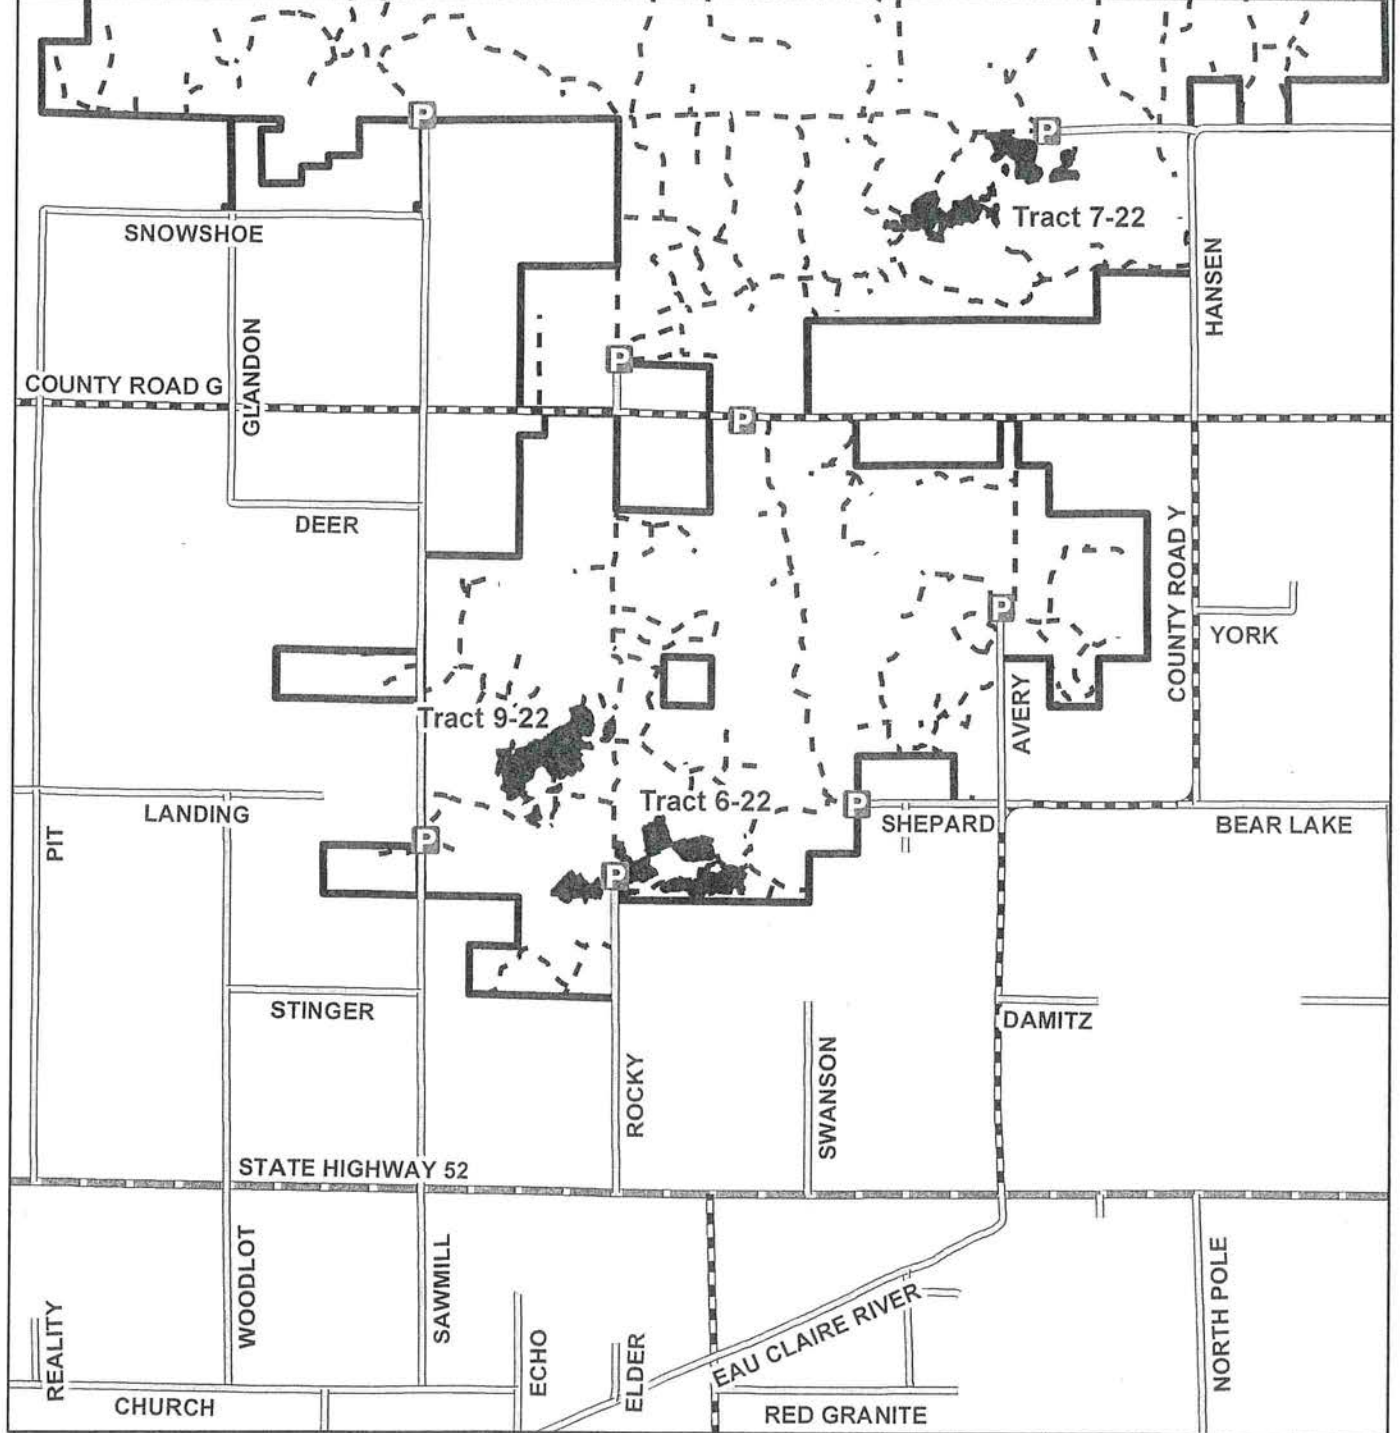 P
P
Tract 7-22
SNOWSHOE
HANSEN
GLANDON
P
COUNTY ROAD G
P
DEER
COUNTY ROAD Y
P
YORK
AVERY
Tract 9-22
Tract 6-22
P
LANDING
SHEPARD
BEAR LAKE
PIT
P
P
STINGER
DAMITZ
ROCKY
SWANSON
STATE HIGHWAY 52
WOODLOT
SAWMILL
NORTH POLE
REALITY
ECHO
ELDER
EAU CLAIRE RIVER
CHURCH
RED GRANITE